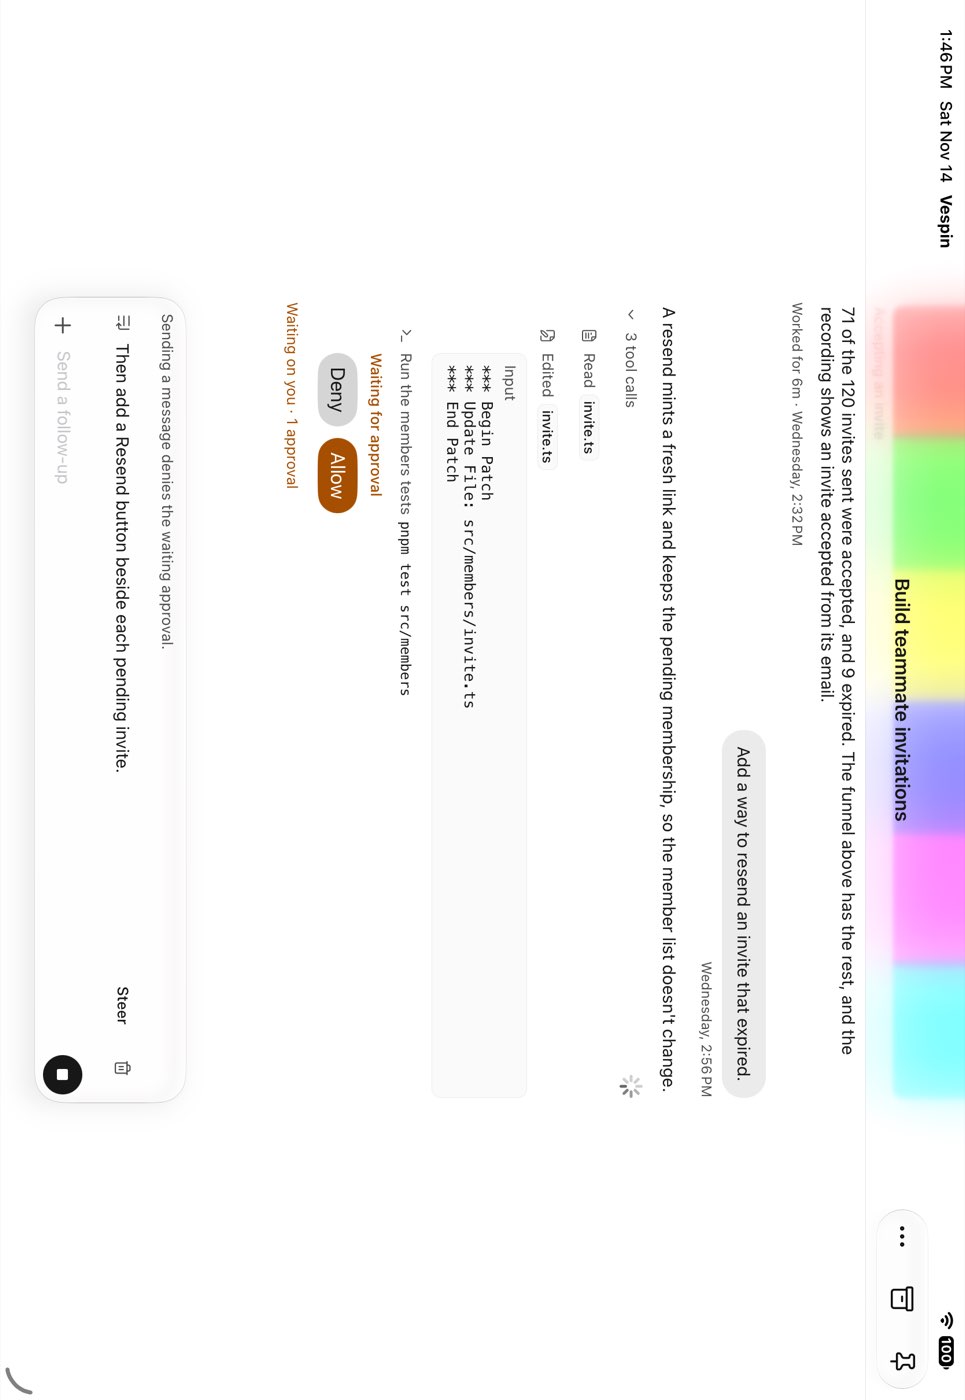 1:46 PM Sat Nov 14 Vespin
100
Build teammate invitations
Accepting an invite
71 of the 120 invites sent were accepted, and 9 expired. The funnel above has the rest, and the
recording shows an invite accepted from its email.
Worked for 6m · Wednesday, 2:32 PM
Add a way to resend an invite that expired.
Wednesday, 2:56 PM
A resend mints a fresh link and keeps the pending membership, so the member list doesn't change.
3 tool calls
Read invite.ts
Edited invite.ts
Input
*** Begin Patch
*** Update File: src/members/invite.ts
*** End Patch
Run the members tests pnpm test src/members
Waiting for approval
Deny Allow
Waiting on you · 1 approval
Sending a message denies the waiting approval.
Then add a Resend button beside each pending invite. Steer
Send a follow-up